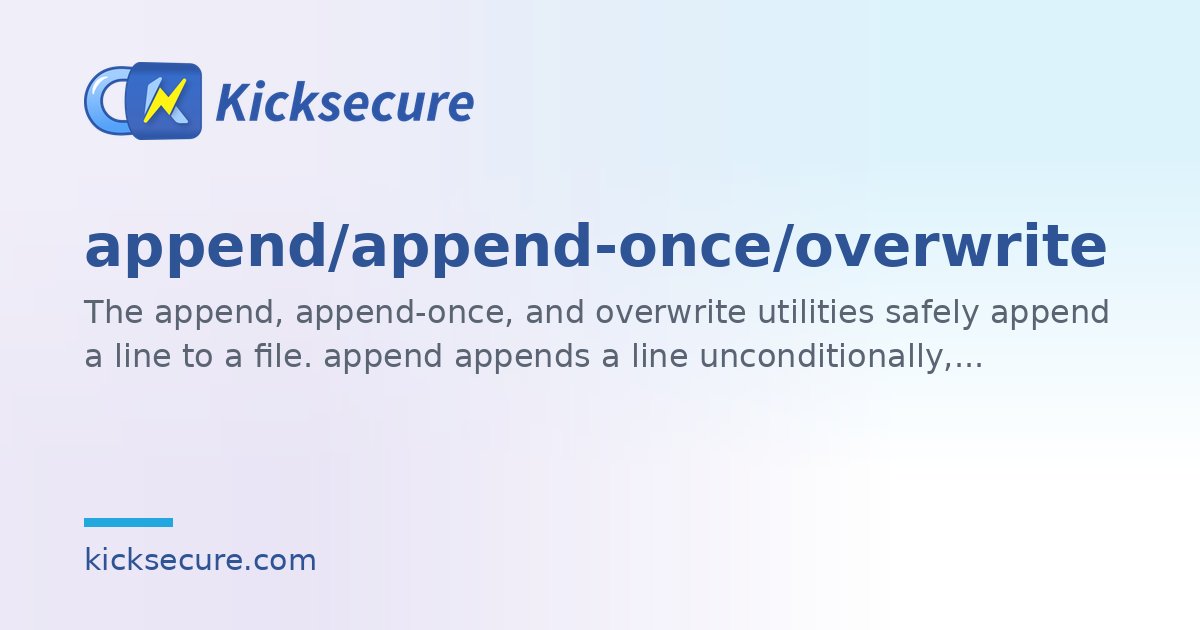 Kicksecure
append/append-once/overwrite
The append, append-once, and overwrite utilities safely append
a line to a file. append appends a line unconditionally,...
kicksecure.com